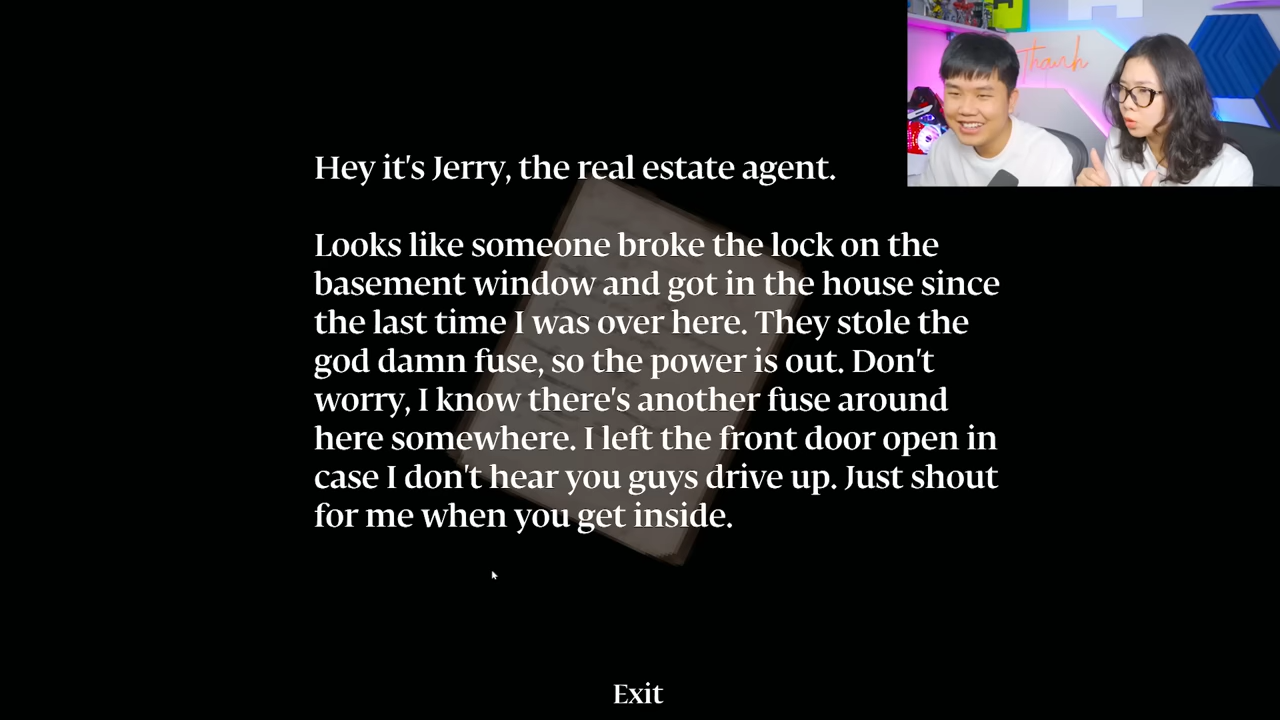 Thanh
Hey it's Jerry, the real estate agent.
Looks like someone broke the lock on the
basement window and got in the house since
the last time I was over here. They stole the
god damn fuse, so the power is out. Don't
worry, I know there's another fuse around
here somewhere. I left the front door open in
case I don't hear you guys drive up. Just shout
for me when you get inside.
Exit